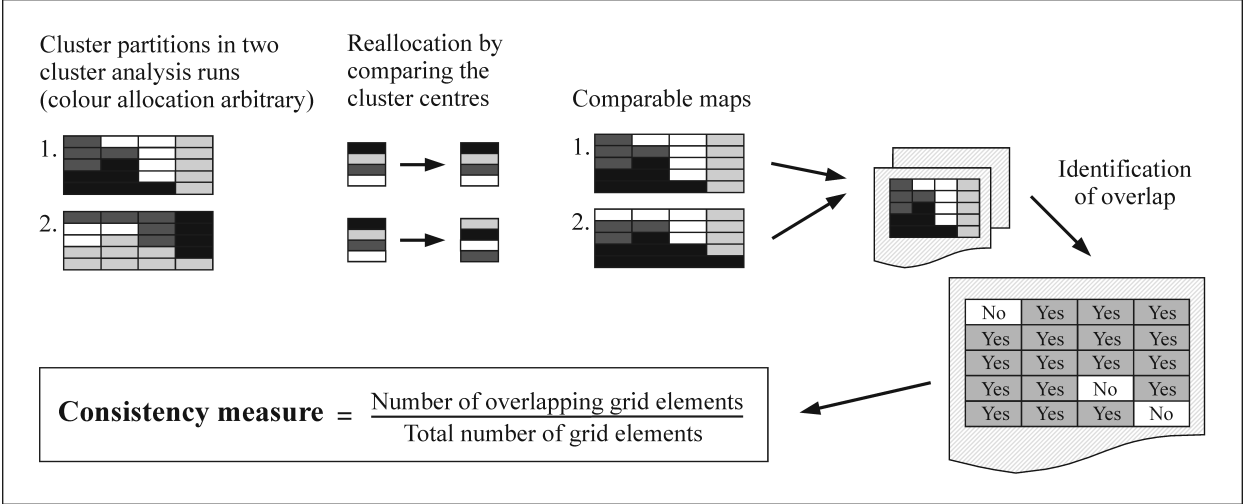 Cluster partitions in two
cluster analysis runs
(colour allocation arbitrary)
1.
2.
Reallocation by
comparing the
cluster centres
Comparable maps
1.
2.
Identification
of overlap
No Yes Yes Yes
Yes Yes Yes Yes
Yes Yes Yes Yes
Yes Yes No Yes
Yes Yes Yes No
Consistency measure = Number of overlapping grid elements
Total number of grid elements